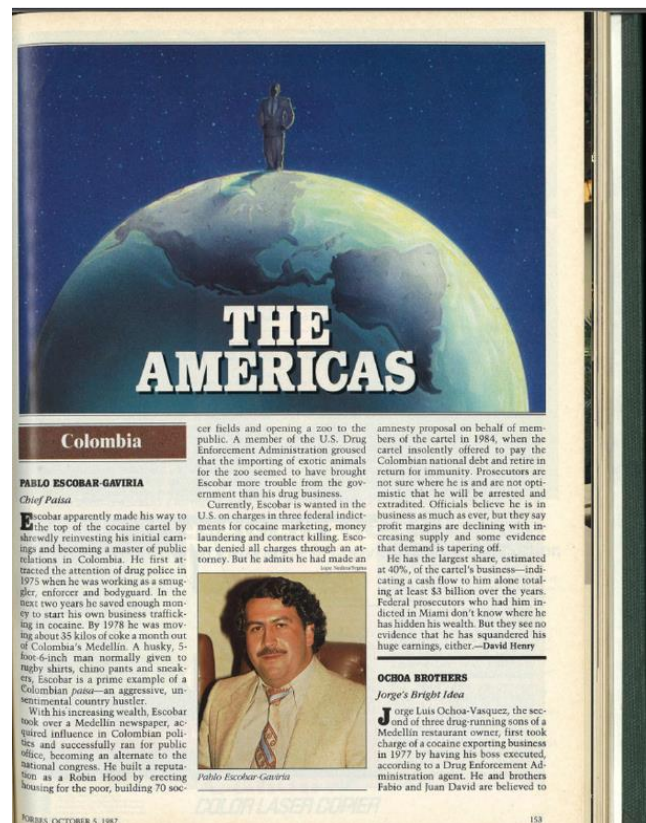 THE
AMERICAS
Colombia
PABLO ESCOBAR-GAVIRIA
Chief Paisa
Escobar apparently made his way to
the top of the cocaine cartel by
shrewdly reinvesting his initial earn-
ings and becoming a master of public
relations in Colombia. He first at-
tracted the attention of drug police in
1975 when he was working as a smug-
gler, enforcer and bodyguard. In the
next two years he saved enough mon-
ey to start his own business traffick-
ing in cocaine. By 1978 he was mov-
ing about 35 kilos of coke a month out
of Colombia's Medellín. A husky, 5-
foot-6-inch man normally given to
rugby shirts, chino pants and sneak-
ers, Escobar is a prime example of a
Colombian paisa—an aggressive, un-
sentimental country hustler.
With his increasing wealth, Escobar
took over a Medellín newspaper, ac-
quired influence in Colombian poli-
tics and successfully ran for public
office, becoming an alternate to the
national congress. He built a reputa-
tion as a Robin Hood by erecting
housing for the poor, building 70 soc-
cer fields and opening a zoo to the
public. A member of the U.S. Drug
Enforcement Administration groused
that the importing of exotic animals
for the zoo seemed to have brought
Escobar more trouble from the gov-
ernment than his drug business.
Currently, Escobar is wanted in the
U.S. on charges in three federal indict-
ments for cocaine marketing, money
laundering and contract killing. Esco-
bar denied all charges through an at-
torney. But he admits he had made an
Pablo Escobar-Gaviria
amnesty proposal on behalf of mem-
bers of the cartel in 1984, when the
cartel insolently offered to pay the
Colombian national debt and retire in
return for immunity. Prosecutors are
not sure where he is and are not opti-
mistic that he will be arrested and
extradited. Officials believe he is in
business as much as ever, but they say
profit margins are declining with in-
creasing supply and some evidence
that demand is tapering off.
He has the largest share, estimated
at 40%, of the cartel's business—indi-
cating a cash flow to him alone total-
ing at least $3 billion over the years.
Federal prosecutors who had him in-
dicted in Miami don't know where he
has hidden his wealth. But they see no
evidence that he has squandered his
huge earnings, either.—David Henry
OCHOA BROTHERS
Jorge's Bright Idea
Jorge Luis Ochoa-Vasquez, the sec-
ond of three drug-running sons of a
Medellín restaurant owner, first took
charge of a cocaine exporting business
in 1977 by having his boss executed,
according to a Drug Enforcement Ad-
ministration agent. He and brothers
Fabio and Juan David are believed to
COLOR LASER COPIER
FORBES, OCTOBER 5, 1987
153